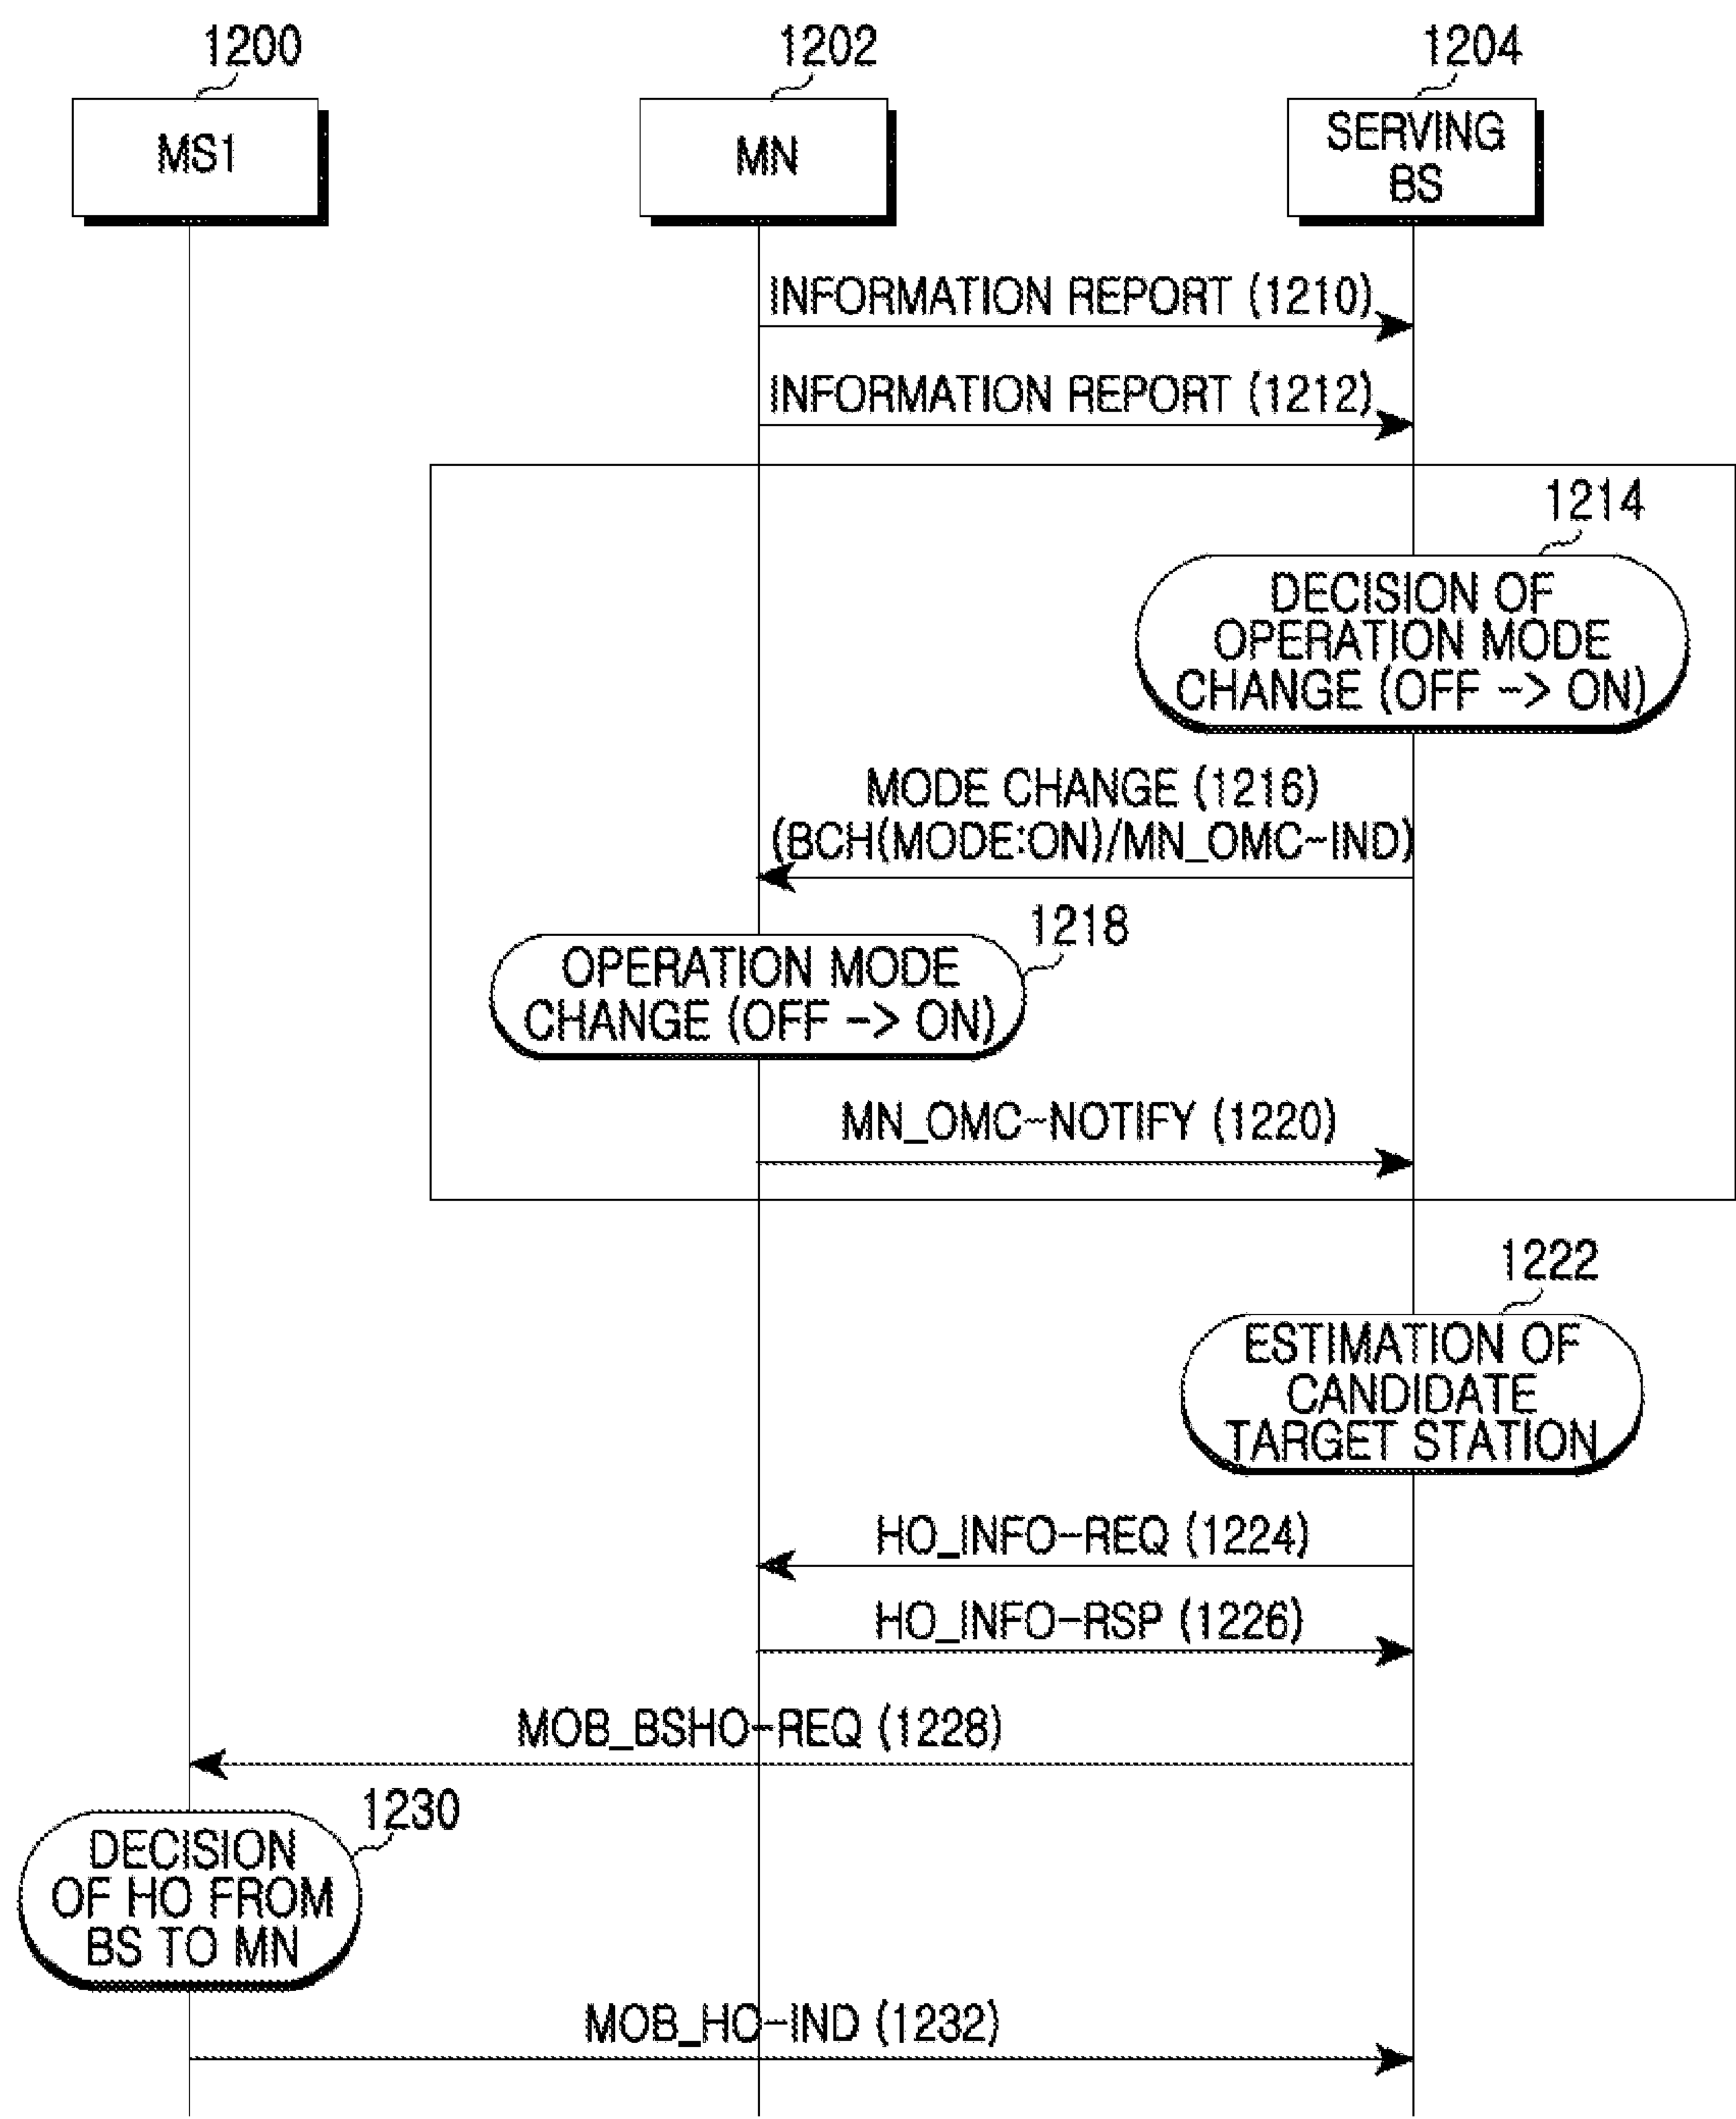 1200
1202
1204
MS1
MN
SERVING
BS
INFORMATION REPORT (1210)
INFORMATION REPORT (1212)
1214
DECISION OF
OPERATION MODE
CHANGE (OFF -> ON)
MODE CHANGE (1216)
(BCH(MODE:ON)/MN_OMC-IND)
1218
OPERATION MODE
CHANGE (OFF -> ON)
MN_OMC-NOTIFY (1220)
1222
ESTIMATION OF
CANDIDATE
TARGET STATION
HO_INFO-REQ (1224)
HO_INFO-RSP (1226)
MOB_BSHO-REQ (1228)
1230
DECISION
OF HO FROM
BS TO MN
MOB_HO-IND (1232)